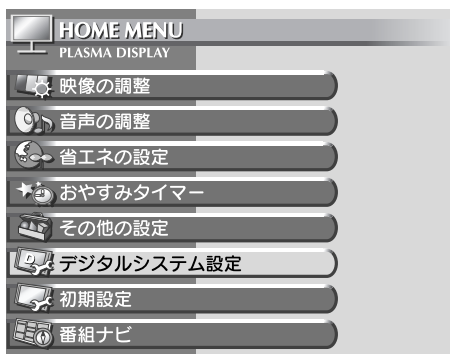 HOME MENU
PLASMA DISPLAY
映像の調整
音声の調整
省エネの設定
おやすみタイマー
その他の設定
デジタルシステム設定
初期設定
番組ナビ